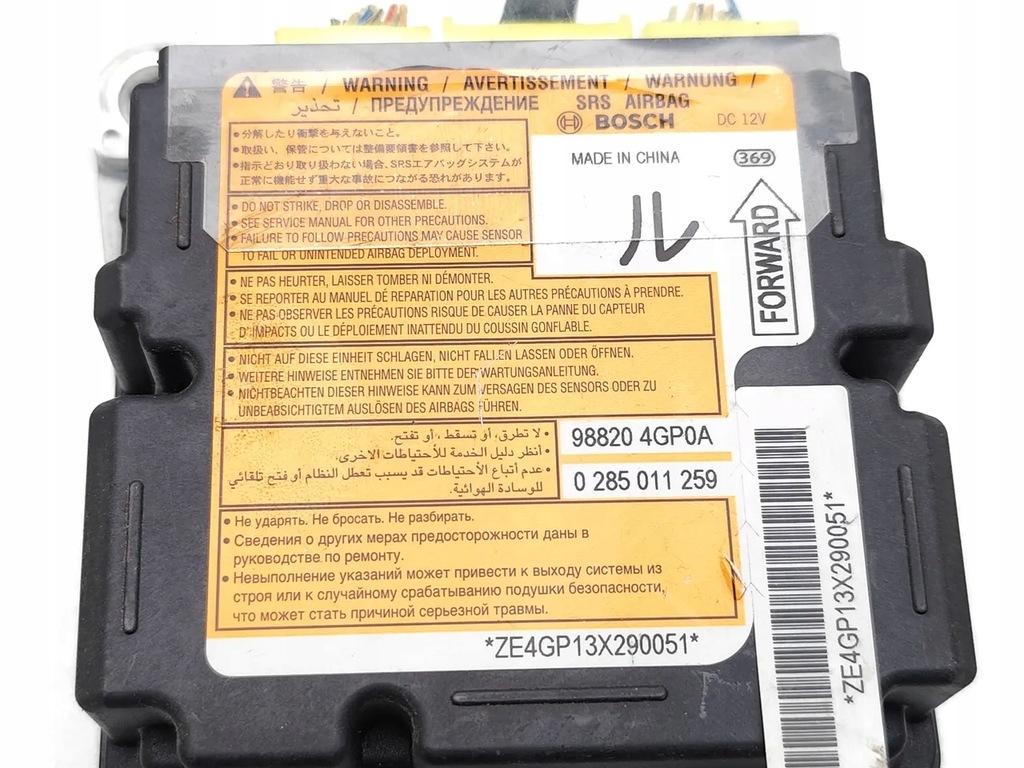 警告 / WARNING / AVERTISSEMENT / WARNUNG /
تحذير / ПРЕДУПРЕЖДЕНИЕ SRS AIRBAG
BOSCH DC 12V
• 分解したり衝撃を与えないこと。
• 取扱い、保管については整備要領書を参照して下さい。
• 指示どおり取り扱わない場合、SRSエアバッグシステムが
正常に機能せず重大な事故につながる恐れがあります。
MADE IN CHINA 369
• DO NOT STRIKE, DROP OR DISASSEMBLE.
• SEE SERVICE MANUAL FOR OTHER PRECAUTIONS.
• FAILURE TO FOLLOW PRECAUTIONS MAY CAUSE SENSOR
TO FAIL OR UNINTENDED AIRBAG DEPLOYMENT.
ル
FORWARD
• NE PAS HEURTER, LAISSER TOMBER NI DÉMONTER.
• SE REPORTER AU MANUEL DE RÉPARATION POUR LES AUTRES PRÉCAUTIONS À PRENDRE.
• NE PAS OBSERVER LES PRÉCAUTIONS RISQUE DE CAUSER LA PANNE DU CAPTEUR
D'IMPACTS OU LE DÉPLOIEMENT INATTENDU DU COUSSIN GONFLABLE.
• NICHT AUF DIESE EINHEIT SCHLAGEN, NICHT FALLEN LASSEN ODER ÖFFNEN.
• WEITERE HINWEISE ENTNEHMEN SIE BITTE DER WARTUNGSANLEITUNG.
• NICHTBEACHTEN DIESER HINWEISE KANN ZUM VERSAGEN DES SENSORS ODER ZU
UNBEABSICHTIGTEM AUSLÖSEN DES AIRBAGS FÜHREN.
• لا تطرق، أو تسقط، أو تفتح.
• أنظر دليل الخدمة للأحتياطات الاخرى.
• عدم أتباع الأحتياطات قد يسبب تعطل النظام أو فتح تلقائي
للوسادة الهوائية.
98820 4GP0A
0 285 011 259
• Не ударять. Не бросать. Не разбирать.
• Сведения о других мерах предосторожности даны в
руководстве по ремонту.
• Невыполнение указаний может привести к выходу системы из
строя или к случайному срабатыванию подушки безопасности,
что может стать причиной серьезной травмы.
*ZE4GP13X290051*
*ZE4GP13X290051*